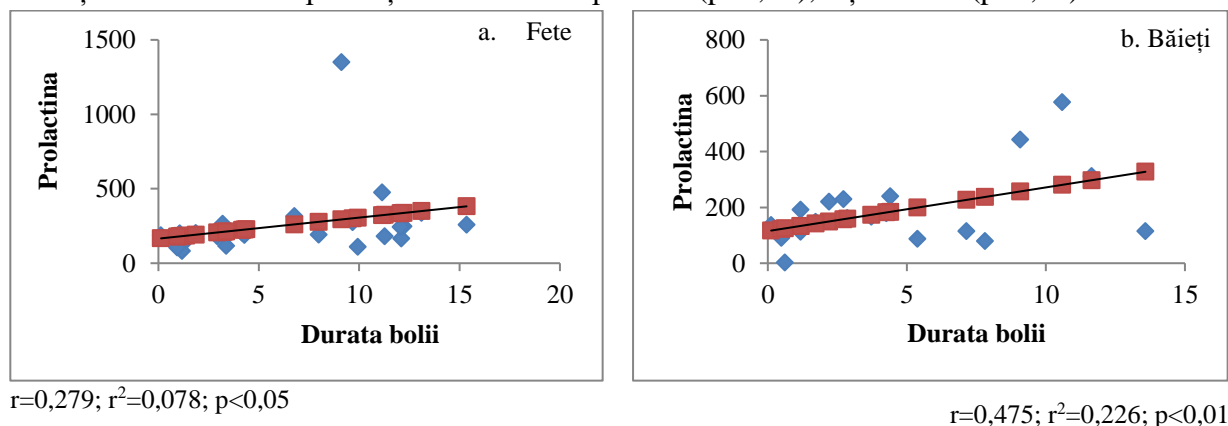 a. Fete
1500
1000
500
0
0 5 10 15 20
Prolactina
Durata bolii
r=0,279; r²=0,078; p<0,05
b. Băieți
800
600
400
200
0
0 5 10 15
Prolactina
Durata bolii
r=0,475; r²=0,226; p<0,01